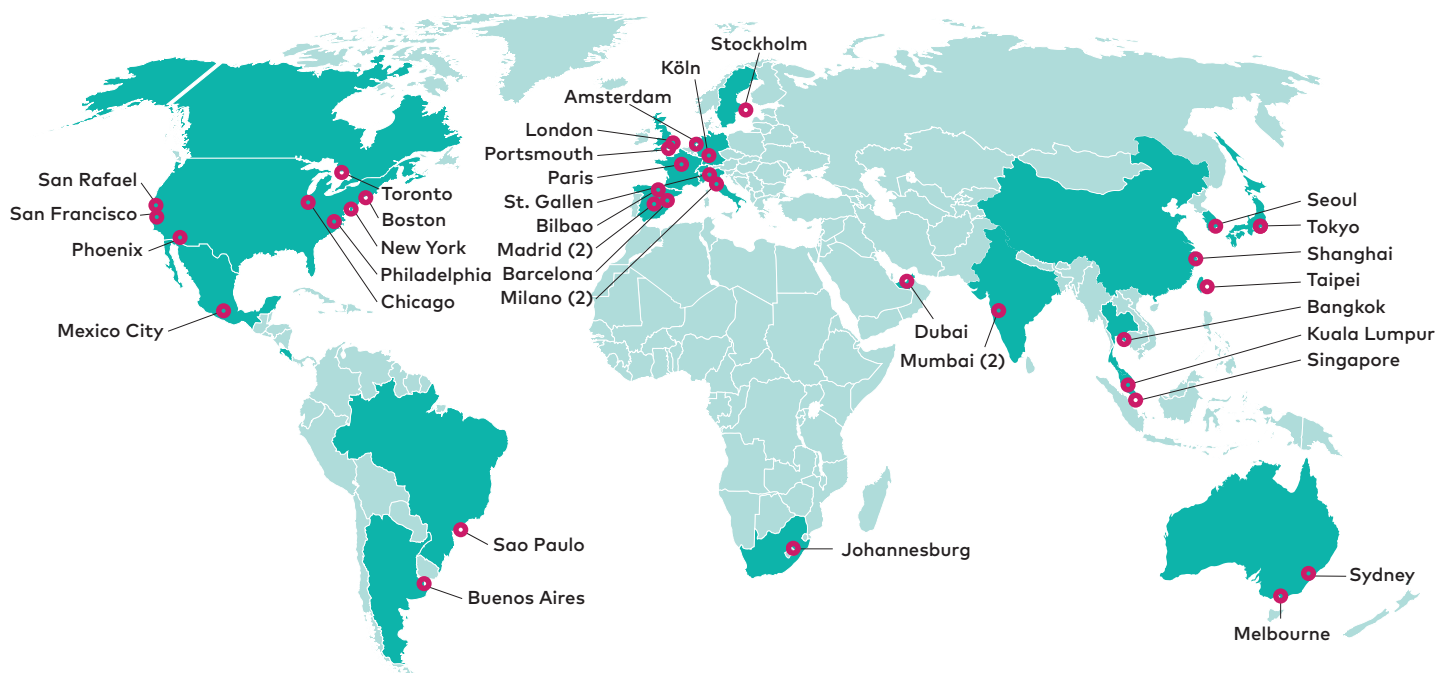 San Rafael
San Francisco
Phoenix
Mexico City
Toronto
Boston
New York
Philadelphia
Chicago
Sao Paulo
Buenos Aires
Stockholm
Köln
Amsterdam
London
Portsmouth
Paris
St. Gallen
Bilbao
Madrid (2)
Barcelona
Milano (2)
Dubai
Mumbai (2)
Johannesburg
Seoul
Tokyo
Shanghai
Taipei
Bangkok
Kuala Lumpur
Singapore
Sydney
Melbourne